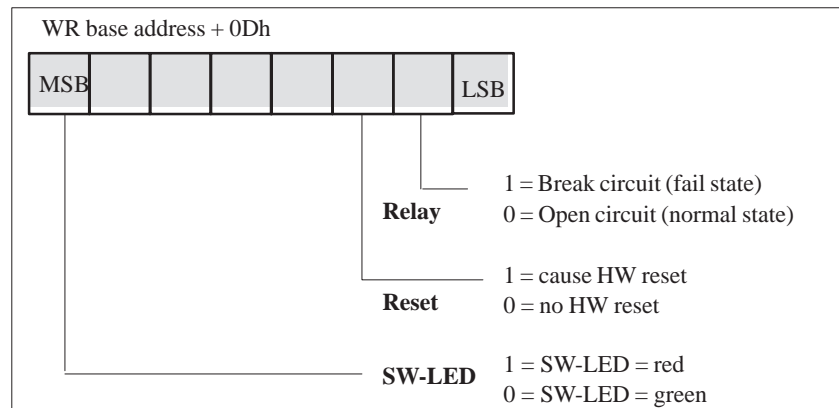 WR base address + 0Dh
MSB LSB
1 = Break circuit (fail state)
Relay 0 = Open circuit (normal state)
1 = cause HW reset
Reset 0 = no HW reset
SW-LED 1 = SW-LED = red
0 = SW-LED = green